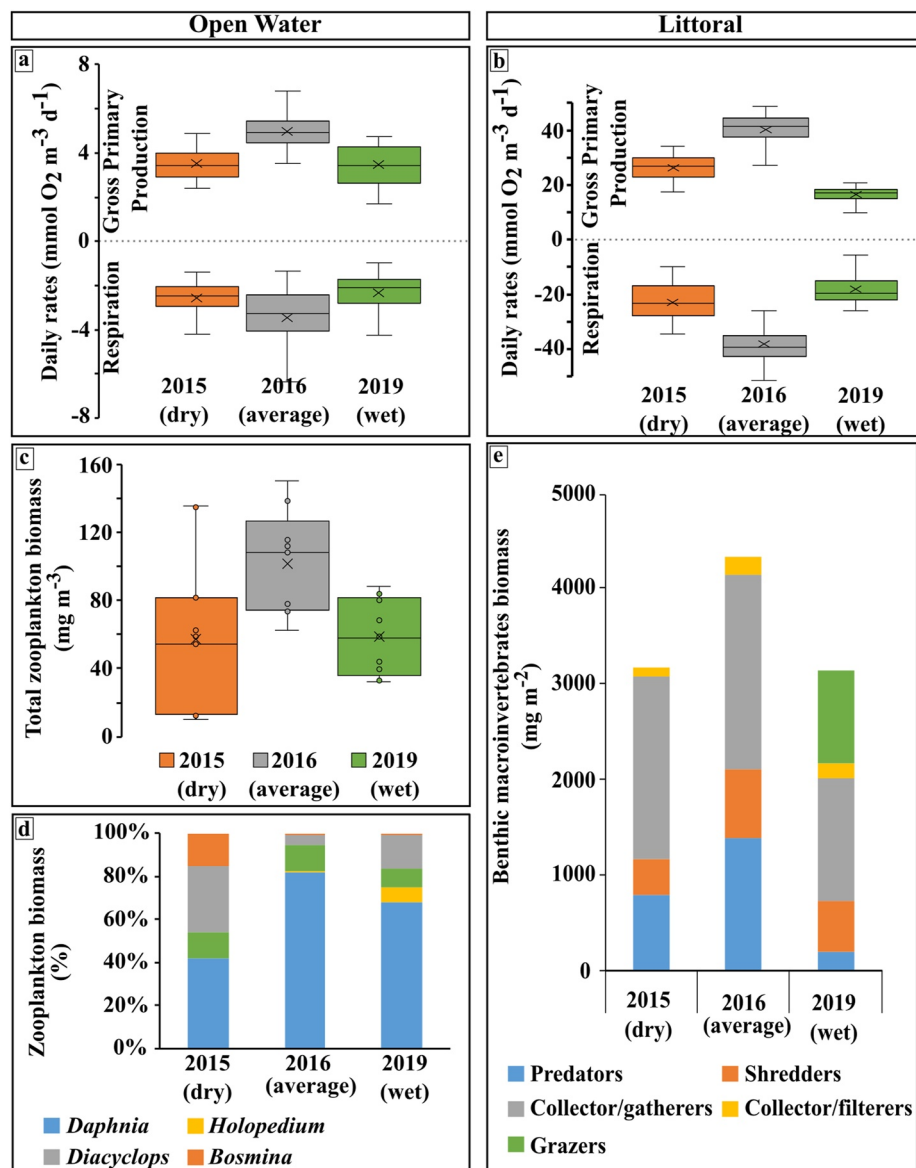 Open Water
Littoral
a
Daily rates (mmol O2 m-3 d-1)
Gross Primary
Production
Respiration
8
4
0
-4
-8
2015
(dry)
2016
(average)
2019
(wet)
b
Daily rates (mmol O2 m-3 d-1)
Gross Primary
Production
Respiration
40
20
0
-20
-40
2015
(dry)
2016
(average)
2019
(wet)
c
Total zooplankton biomass
(mg m-3)
160
120
80
40
0
2015
(dry)
2016
(average)
2019
(wet)
d
Zooplankton biomass
(%)
100%
80%
60%
40%
20%
0%
2015
(dry)
2016
(average)
2019
(wet)
Daphnia
Holopedium
Diacyclops
Bosmina
e
Benthic macroinvertebrates biomass
(mg m-2)
5000
4000
3000
2000
1000
0
2015
(dry)
2016
(average)
2019
(wet)
Predators
Shredders
Collector/gatherers
Collector/filterers
Grazers